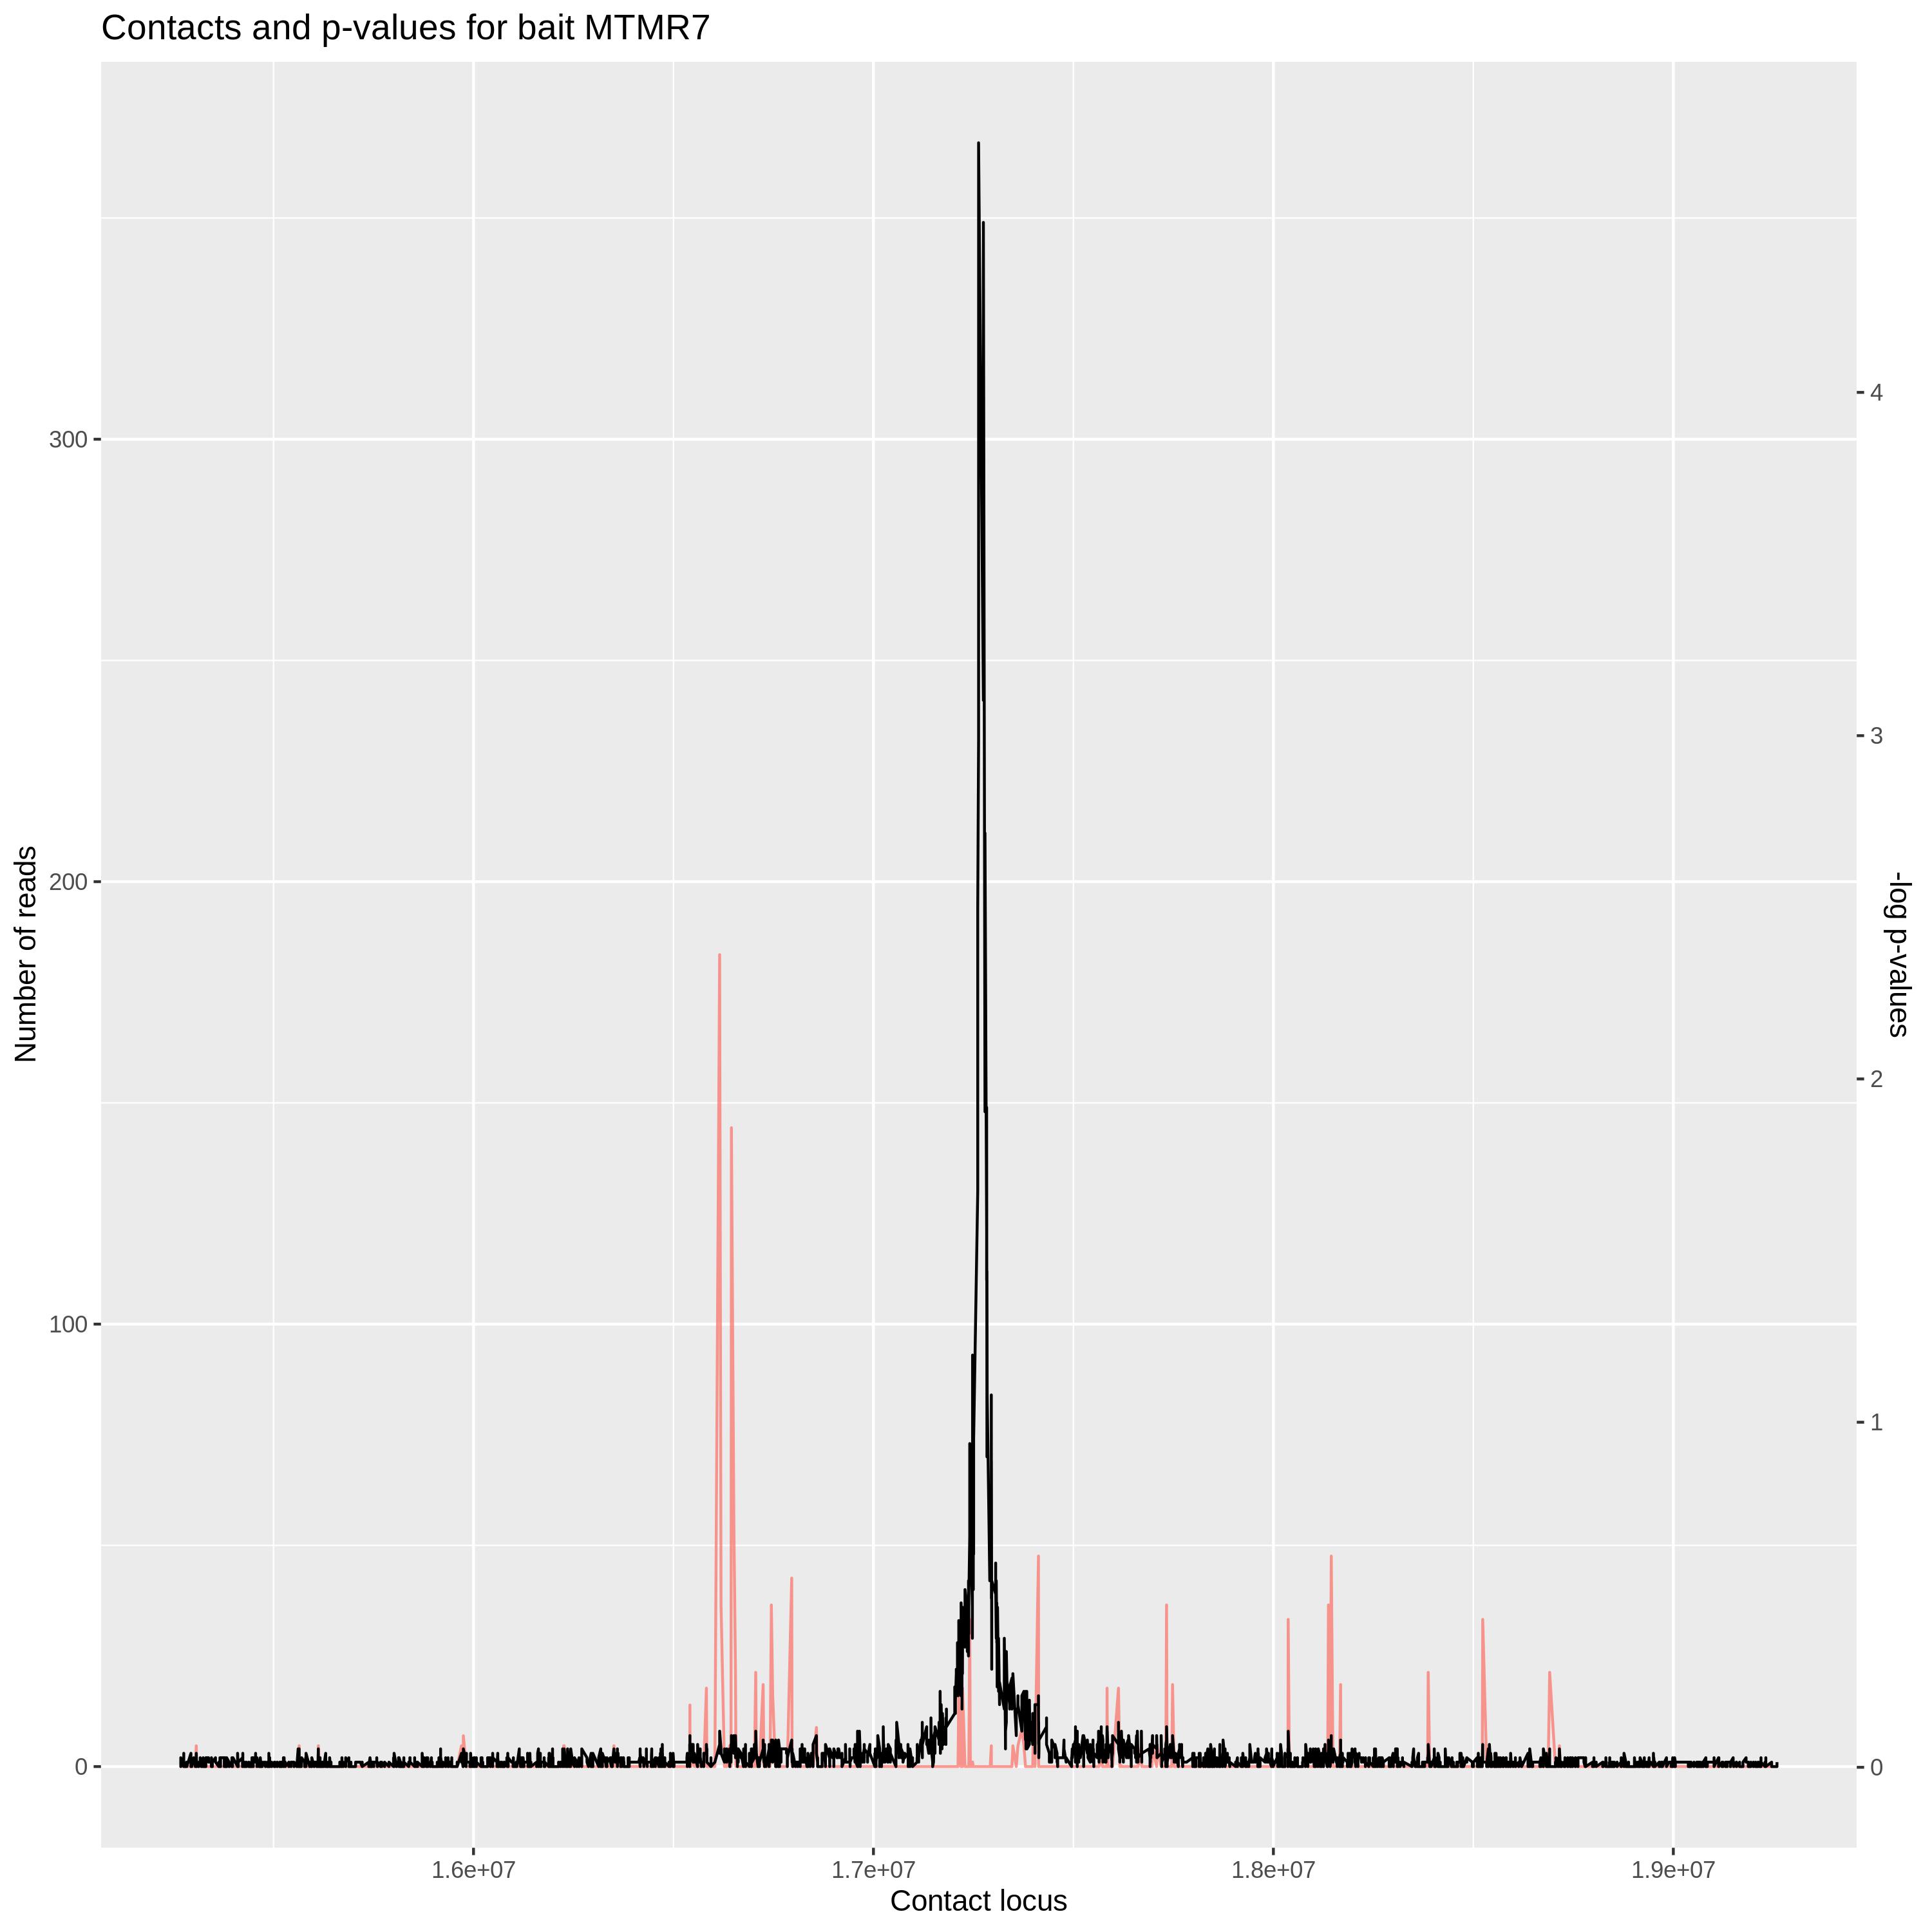 Contacts and p-values for bait MTMR7
Number of reads
300
200
100
0
4
3
2
1
0
-log p-values
1.6e+07
1.7e+07
1.8e+07
1.9e+07
Contact locus